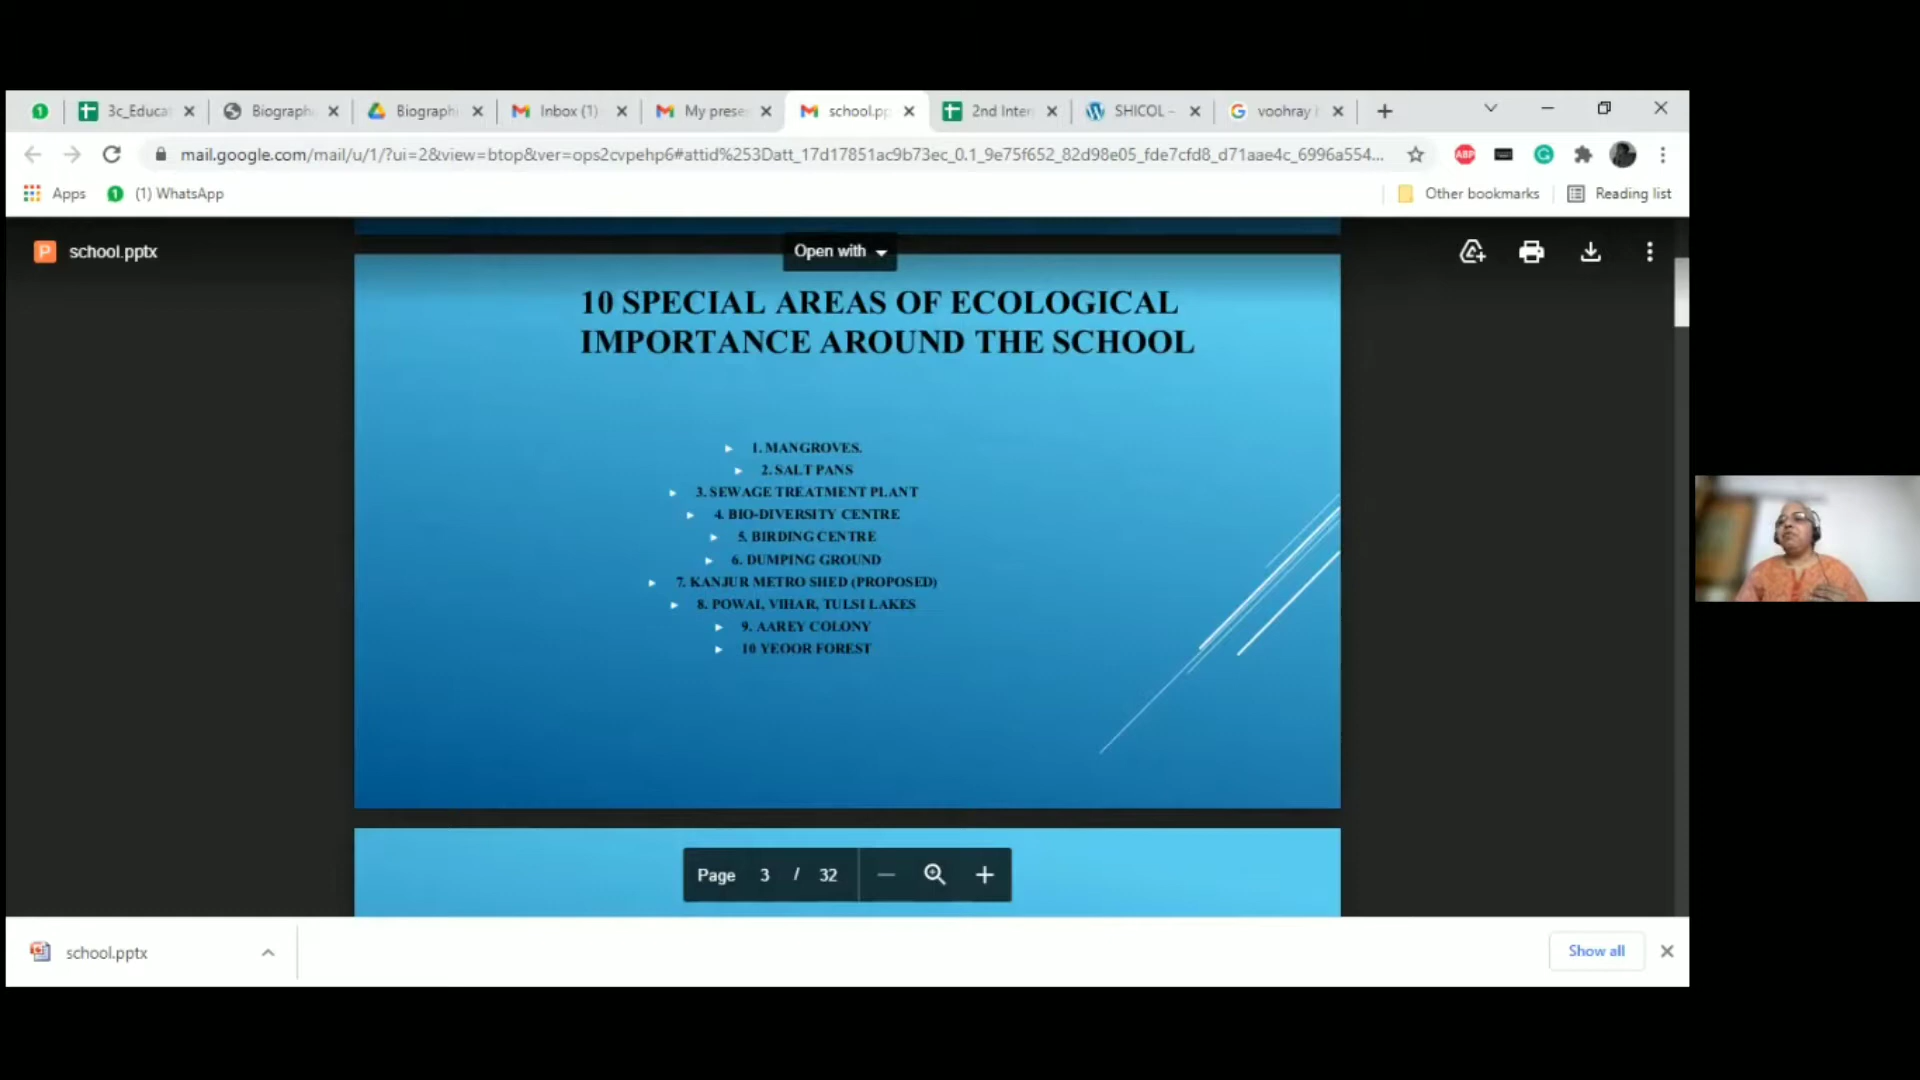 3c_Educat
Biograph
Biographi
Inbox (1)
My prese
school.pp
2nd Inter
SHICOL -
voohray
mail.google.com/mail/u/1/?ui=2&view=btop&ver=ops2cvpehp6#attid%253Datt_17d17851ac9b73ec_0.1_9e75f652_82d98e05_fde7cfd8_d71aae4c_6996a554...
ABP
Apps
1
(1) WhatsApp
Other bookmarks
Reading list
P
school.pptx
Open with
10 SPECIAL AREAS OF ECOLOGICAL
IMPORTANCE AROUND THE SCHOOL
1. MANGROVES.
2. SALT PANS
3. SEWAGE TREATMENT PLANT
4. BIO-DIVERSITY CENTRE
5. BIRDING CENTRE
6. DUMPING GROUND
7. KANJUR METRO SHED (PROPOSED)
8. POWAI, VIHAR, TULSI LAKES
9. AAREY COLONY
10 YEOOR FOREST
Page 3 / 32
school.pptx
Show all